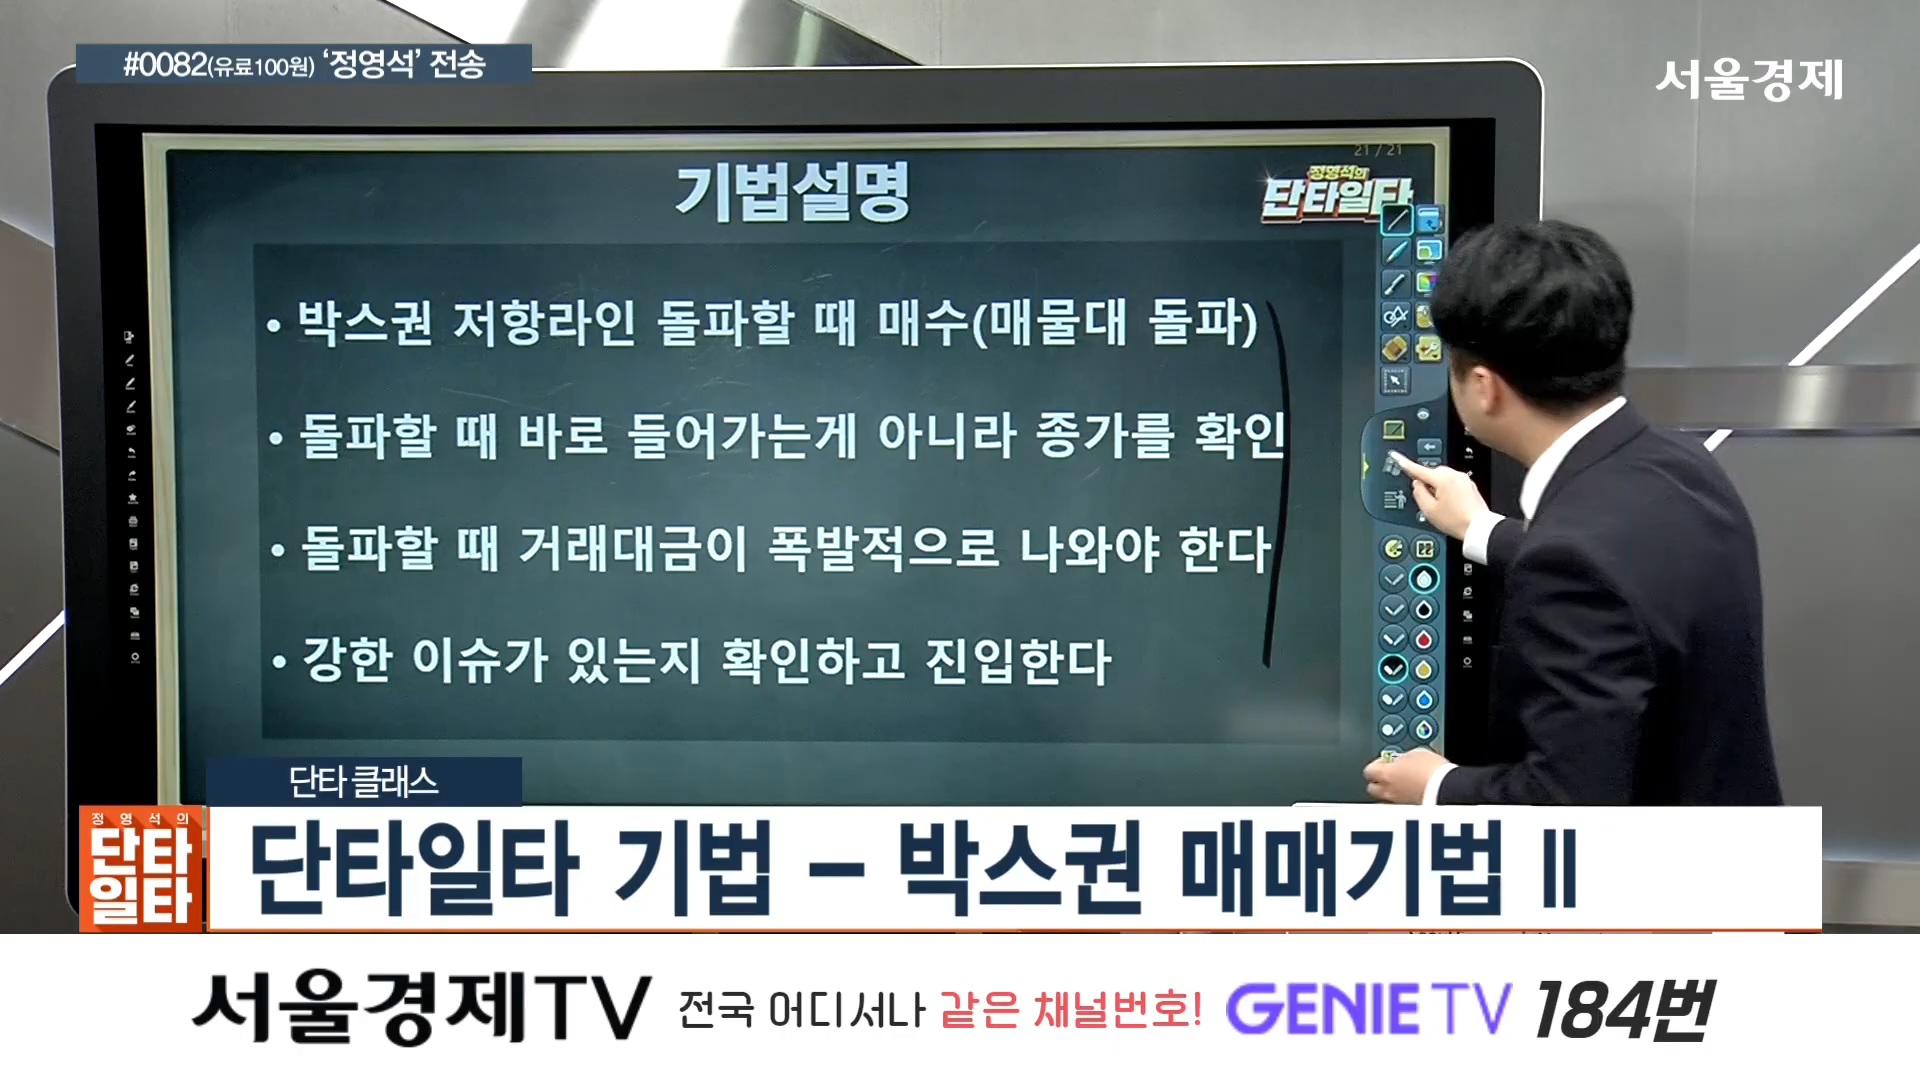 #0082(유료100원) '정영석' 전송
서울경제
21 / 21
기법설명
정영석의
단타일타
• 박스권 저항라인 돌파할 때 매수(매물대 돌파)
• 돌파할 때 바로 들어가는게 아니라 종가를 확인
• 돌파할 때 거래대금이 폭발적으로 나와야 한다
• 강한 이슈가 있는지 확인하고 진입한다
단타 클래스
정영석의
단타
일타
단타일타 기법 - 박스권 매매기법 Ⅱ
서울경제TV 전국 어디서나 같은 채널번호! GENIE TV 184번